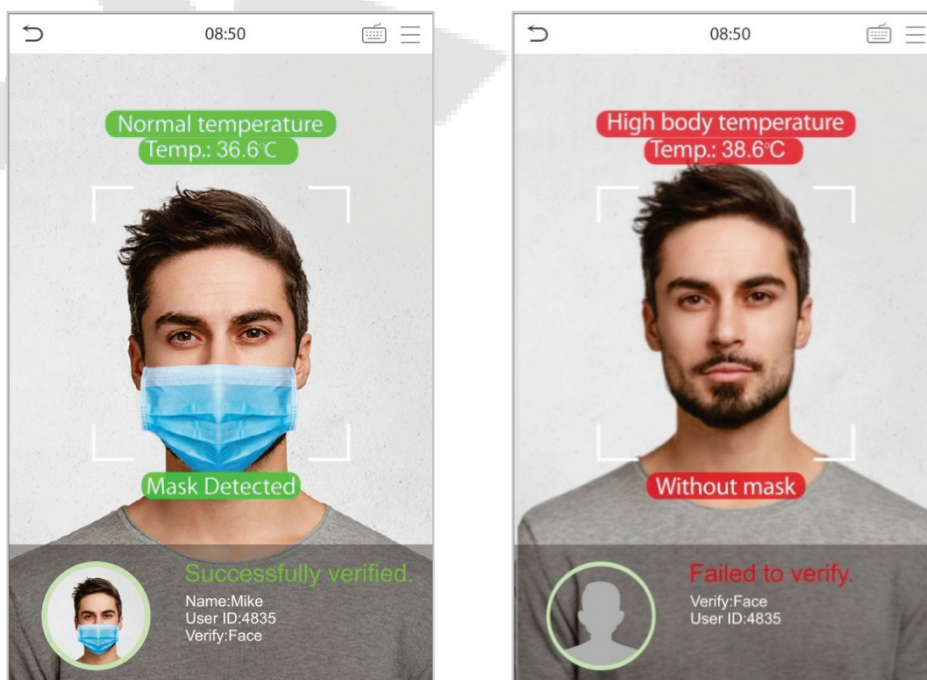 08:50
Normal temperature
Temp.: 36.6°C
Mask Detected
Successfully verified.
Name:Mike
User ID:4835
Verify:Face
08:50
High body temperature
Temp.: 38.6°C
Without mask
Failed to verify.
Verify:Face
User ID:4835